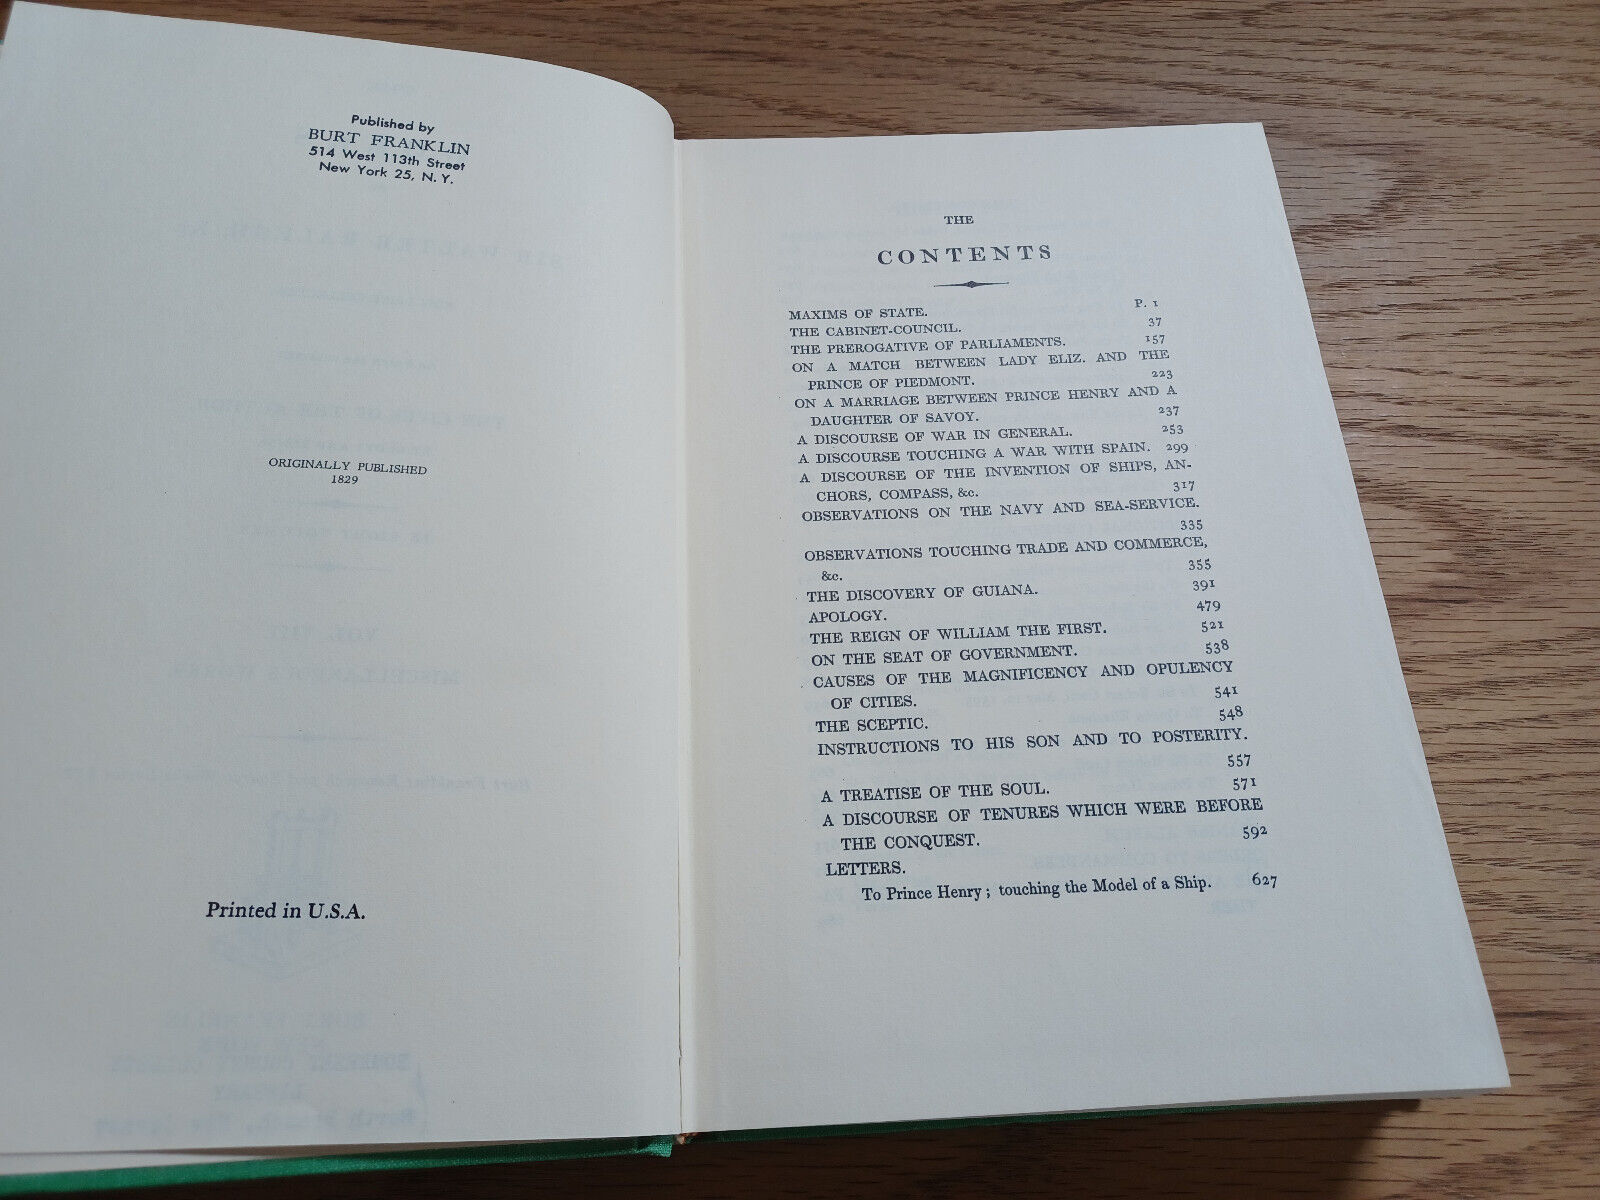 Published by
BURT FRANKLIN
514 West 113th Street
New York 25, N. Y.
ORIGINALLY PUBLISHED
1829
Printed in U.S.A.
THE
CONTENTS
MAXIMS OF STATE. P. 1
THE CABINET-COUNCIL. 37
THE PREROGATIVE OF PARLIAMENTS. 157
ON A MATCH BETWEEN LADY ELIZ. AND THE
PRINCE OF PIEDMONT. 223
ON A MARRIAGE BETWEEN PRINCE HENRY AND A
DAUGHTER OF SAVOY. 237
A DISCOURSE OF WAR IN GENERAL. 253
A DISCOURSE TOUCHING A WAR WITH SPAIN. 299
A DISCOURSE OF THE INVENTION OF SHIPS, AN-
CHORS, COMPASS, &c. 317
OBSERVATIONS ON THE NAVY AND SEA-SERVICE.
335
OBSERVATIONS TOUCHING TRADE AND COMMERCE,
&c. 355
THE DISCOVERY OF GUIANA. 391
APOLOGY. 479
THE REIGN OF WILLIAM THE FIRST. 521
ON THE SEAT OF GOVERNMENT. 538
CAUSES OF THE MAGNIFICENCY AND OPULENCY
OF CITIES. 541
THE SCEPTIC. 548
INSTRUCTIONS TO HIS SON AND TO POSTERITY.
557
A TREATISE OF THE SOUL. 571
A DISCOURSE OF TENURES WHICH WERE BEFORE
THE CONQUEST. 592
LETTERS.
To Prince Henry; touching the Model of a Ship. 627